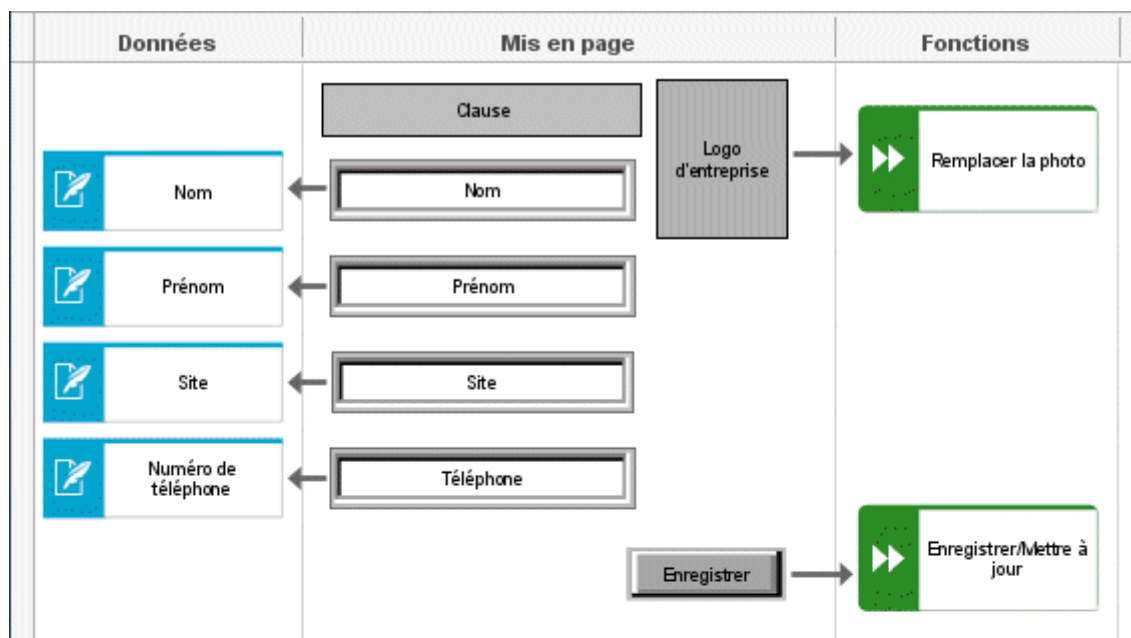 Données
Mis en page
Fonctions
Clause
Logo
d'entreprise
Remplacer la photo
Nom
Nom
Prénom
Prénom
Site
Site
Numéro de
téléphone
Téléphone
Enregistrer
Enregistrer/Mettre à
jour